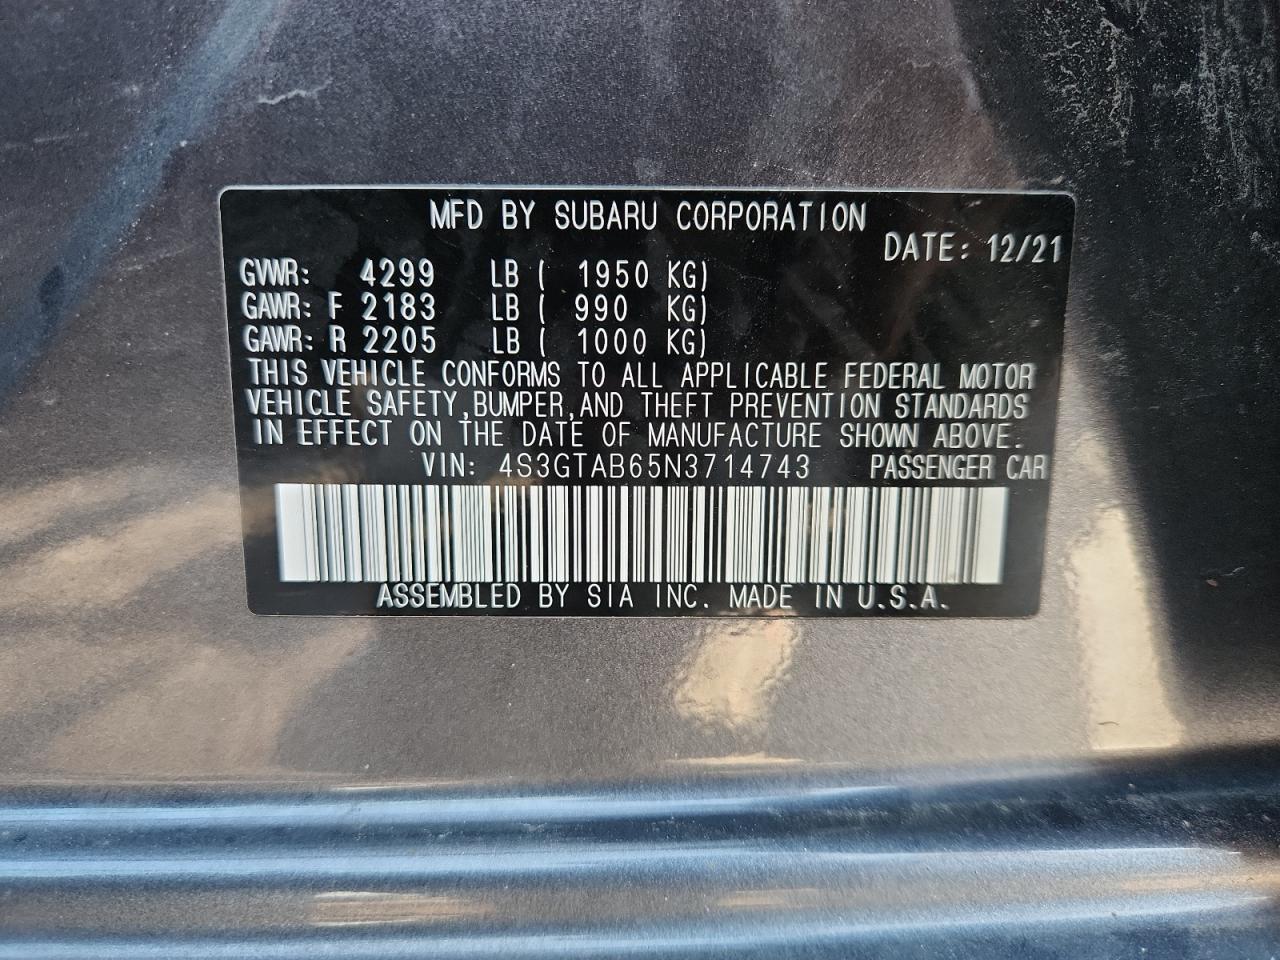 MFD BY SUBARU CORPORATION
DATE: 12/21
GVWR: 4299 LB ( 1950 KG)
GAWR: F 2183 LB ( 990 KG)
GAWR: R 2205 LB ( 1000 KG)
THIS VEHICLE CONFORMS TO ALL APPLICABLE FEDERAL MOTOR
VEHICLE SAFETY,BUMPER,AND THEFT PREVENTION STANDARDS
IN EFFECT ON THE DATE OF MANUFACTURE SHOWN ABOVE.
VIN: 4S3GTAB65N3714743 PASSENGER CAR
ASSEMBLED BY SIA INC. MADE IN U.S.A.